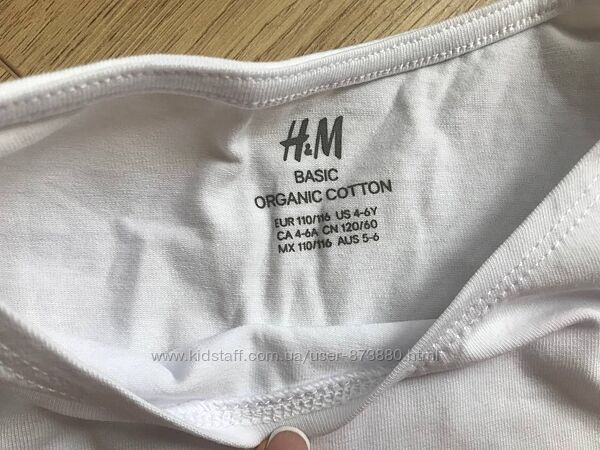 H&M
BASIC
ORGANIC COTTON
EUR 110/116 US 4-6Y
CA 4-6A CN 120/60
MX 110/116 AUS 5-6
www.kidstaff.com.ua/user-873880.html